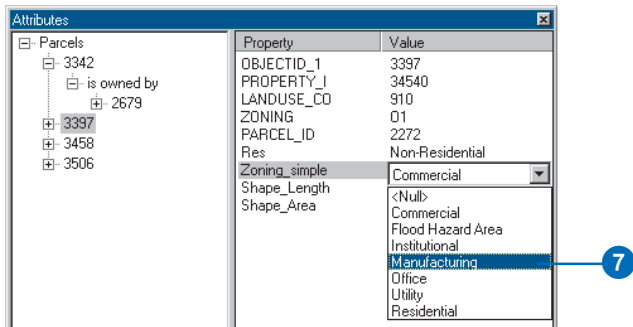 Attributes
Parcels
3342
is owned by
2679
3397
3458
3506
Property Value
OBJECTID_1 3397
PROPERTY_I 34540
LANDUSE_CO 910
ZONING O1
PARCEL_ID 2272
Res Non-Residential
Zoning_simple Commercial
Shape_Length
Shape_Area
<Null>
Commercial
Flood Hazard Area
Institutional
Manufacturing
Office
Utility
Residential
7